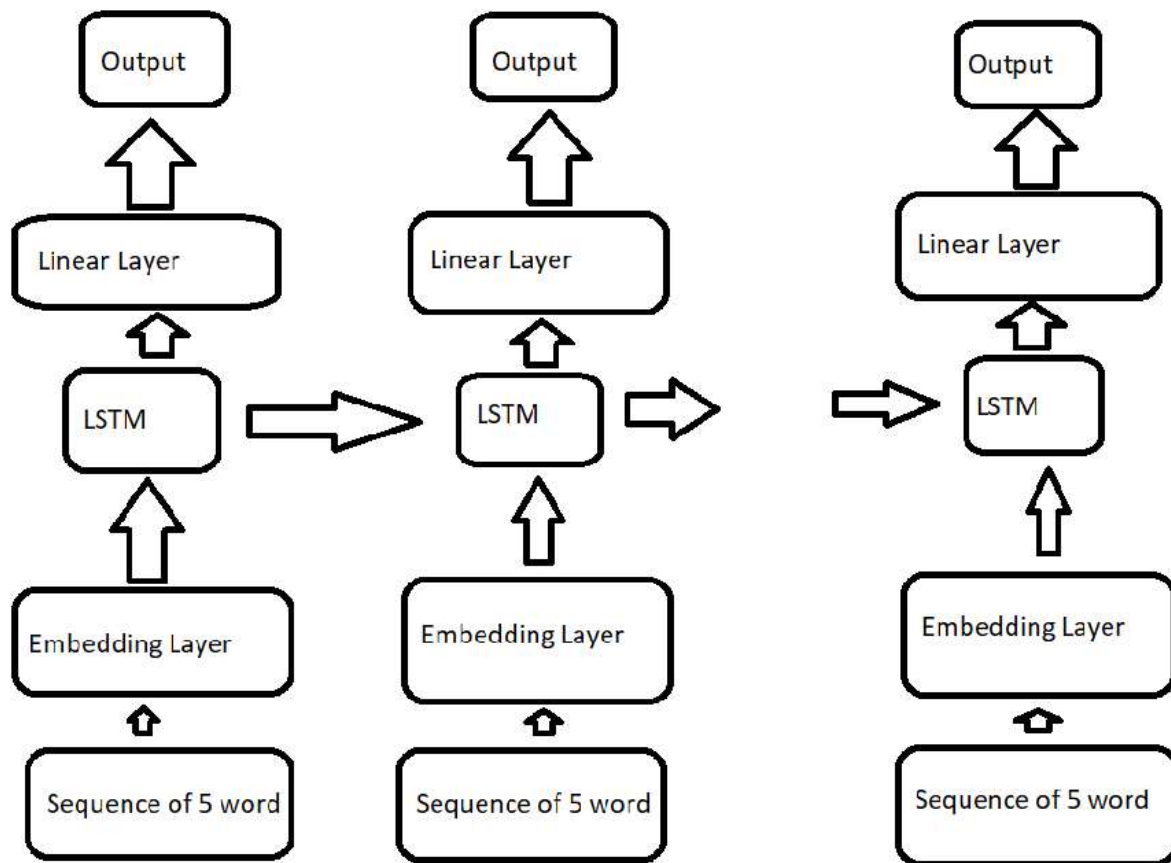 Output
Output
Output
Linear Layer
Linear Layer
Linear Layer
LSTM
LSTM
LSTM
Embedding Layer
Embedding Layer
Embedding Layer
Sequence of 5 word
Sequence of 5 word
Sequence of 5 word